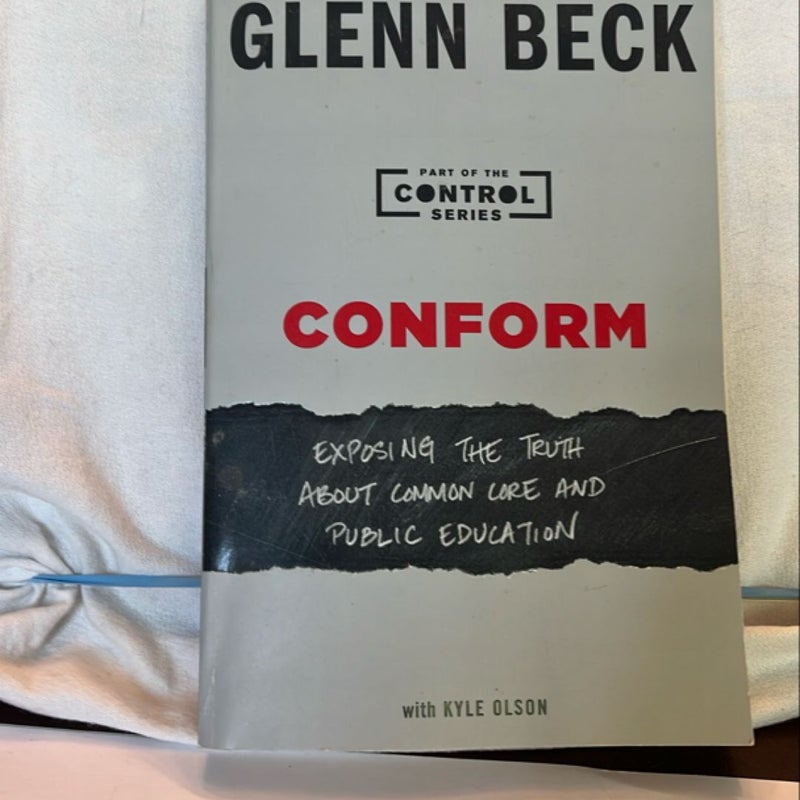 GLENN BECK
PART OF THE
CONTROL
SERIES
CONFORM
EXPOSING THE TRUTH
ABOUT COMMON CORE AND
PUBLIC EDUCATION
with KYLE OLSON